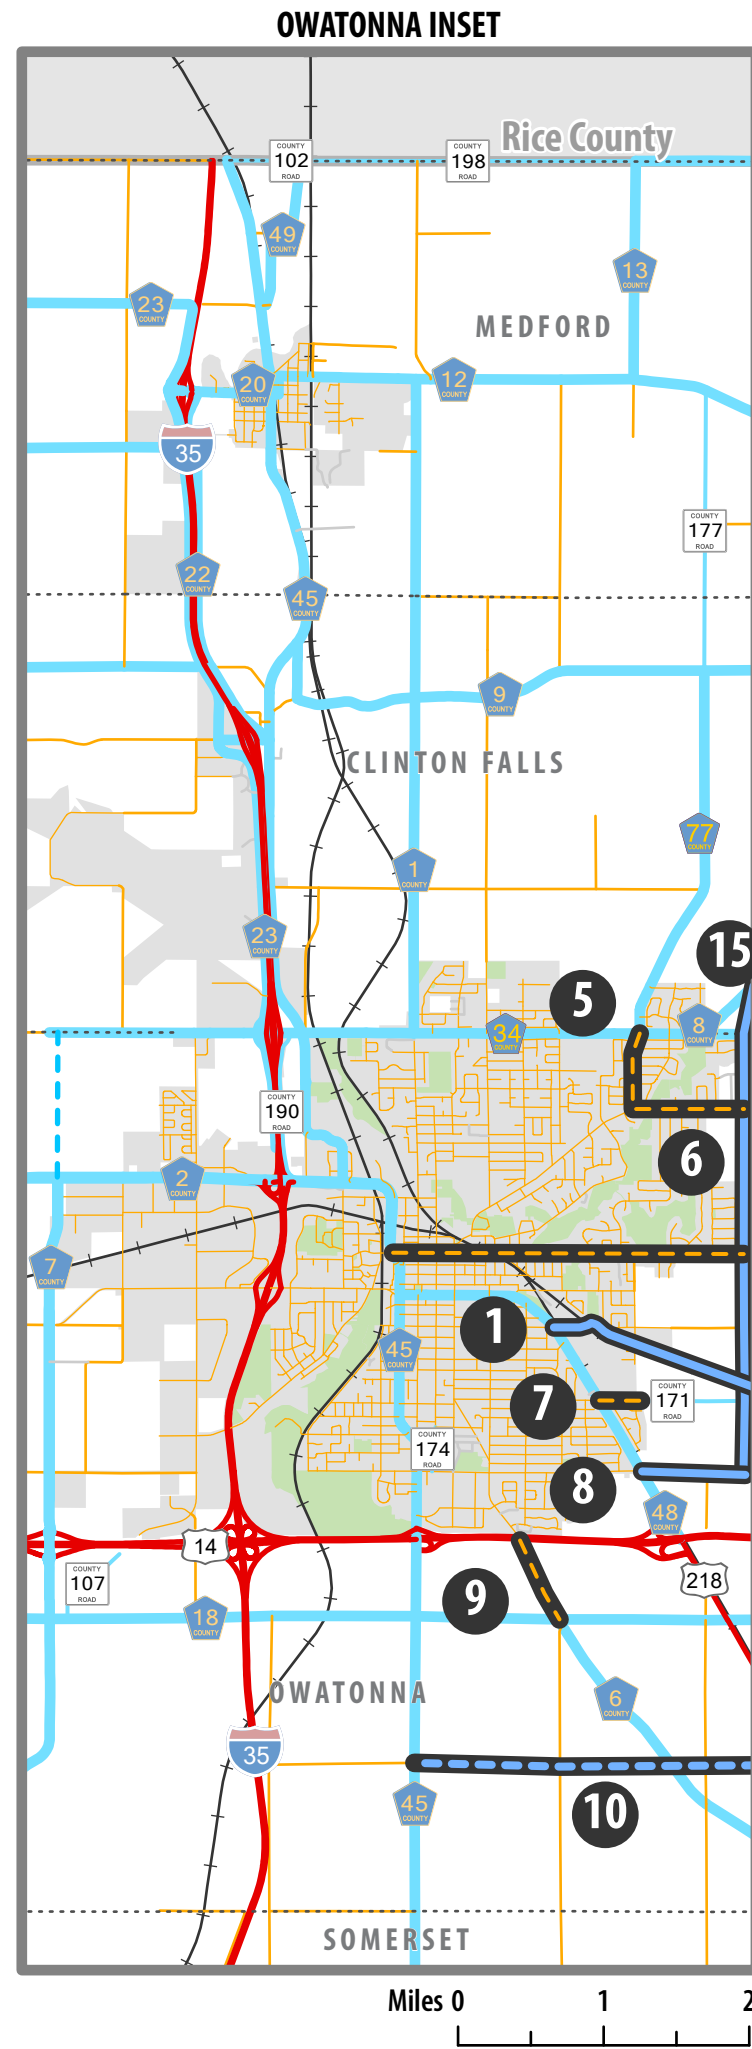 OWATONNA INSET
Rice County
COUNTY
102
ROAD
COUNTY
198
ROAD
49
COUNTY
13
COUNTY
23
COUNTY
MEDFORD
20
COUNTY
12
COUNTY
35
COUNTY
177
ROAD
22
COUNTY
45
COUNTY
9
COUNTY
CLINTON FALLS
77
COUNTY
1
COUNTY
23
COUNTY
15
5
34
COUNTY
8
COUNTY
COUNTY
190
ROAD
6
2
COUNTY
7
COUNTY
1
45
COUNTY
7
COUNTY
171
ROAD
COUNTY
174
ROAD
8
48
COUNTY
14
COUNTY
107
ROAD
218
9
18
COUNTY
OWATONNA
6
COUNTY
35
45
COUNTY
10
SOMERSET
Miles 0 1 2